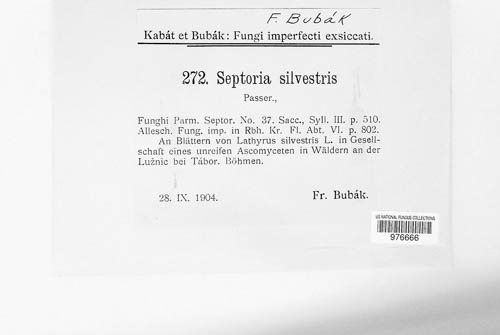 F. Bubák
Kabát et Bubák: Fungi imperfecti exsiccati.
272. Septoria silvestris
Passer.,
Funghi Parm. Septor. No. 37. Sacc., Syll. III. p. 510.
Allesch. Fung. imp. in Rbh. Kr. Fl. Abt. VI. p. 802.
An Blättern von Lathyrus silvestris L. in Gesell-
schaft eines unreifen Ascomyceten in Wäldern an der
Lužnic bei Tábor. Böhmen.
28. IX. 1904.
Fr. Bubák.
US NATIONAL FUNGUS COLLECTIONS
976666